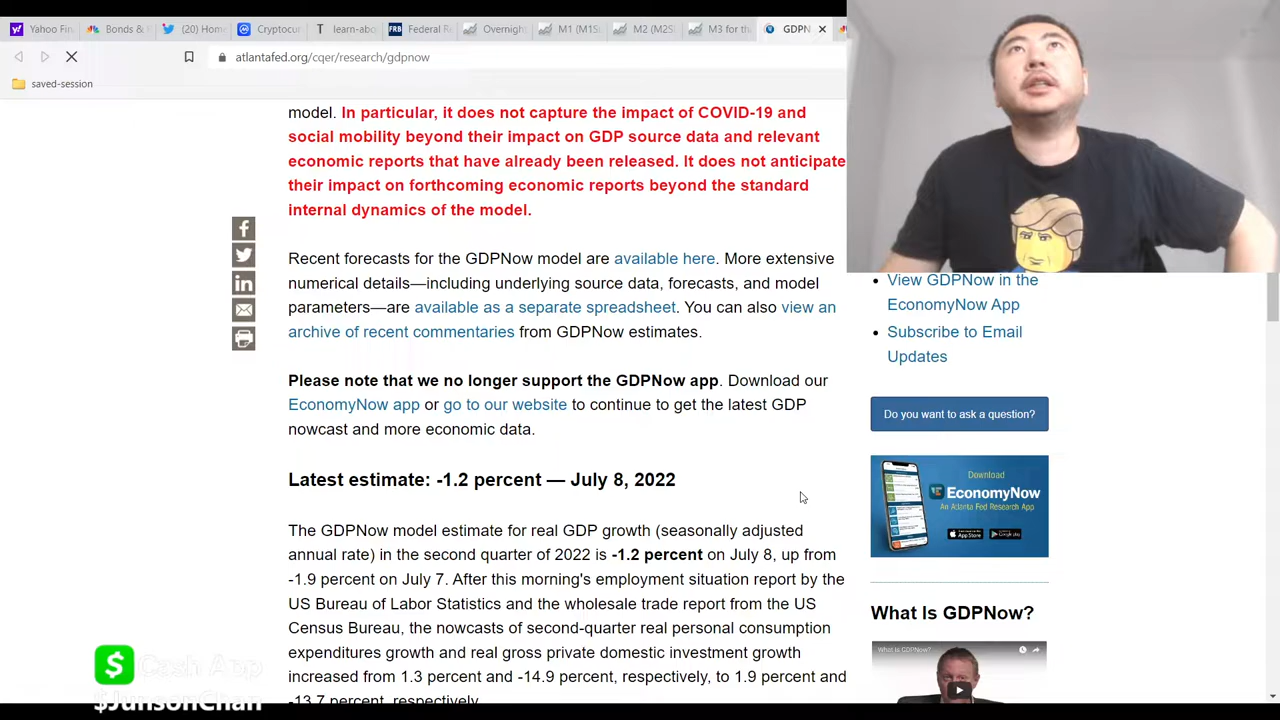 Yahoo Fin
Bonds &
(20) Hom
Cryptocur
learn-abo
Federal R
Overnigh
M1 (M1S
M2 (M2S
M3 for th
GDPN
atlantafed.org/cqer/research/gdpnow
saved-session
model. In particular, it does not capture the impact of COVID-19 and
social mobility beyond their impact on GDP source data and relevant
economic reports that have already been released. It does not anticipate
their impact on forthcoming economic reports beyond the standard
internal dynamics of the model.
Recent forecasts for the GDPNow model are available here. More extensive
numerical details—including underlying source data, forecasts, and model
parameters—are available as a separate spreadsheet. You can also view an
archive of recent commentaries from GDPNow estimates.
Please note that we no longer support the GDPNow app. Download our
EconomyNow app or go to our website to continue to get the latest GDP
nowcast and more economic data.
Latest estimate: -1.2 percent — July 8, 2022
The GDPNow model estimate for real GDP growth (seasonally adjusted
annual rate) in the second quarter of 2022 is -1.2 percent on July 8, up from
-1.9 percent on July 7. After this morning's employment situation report by the
US Bureau of Labor Statistics and the wholesale trade report from the US
Census Bureau, the nowcasts of second-quarter real personal consumption
expenditures growth and real gross private domestic investment growth
increased from 1.3 percent and -14.9 percent, respectively, to 1.9 percent and
-13.7 percent, respectively.
View GDPNow in the
EconomyNow App
Subscribe to Email
Updates
Do you want to ask a question?
Download
EconomyNow
An Atlanta Fed Research App
App Store
Google Play
What Is GDPNow?
What Is GDPNow?
Cash App
$JunsonChan